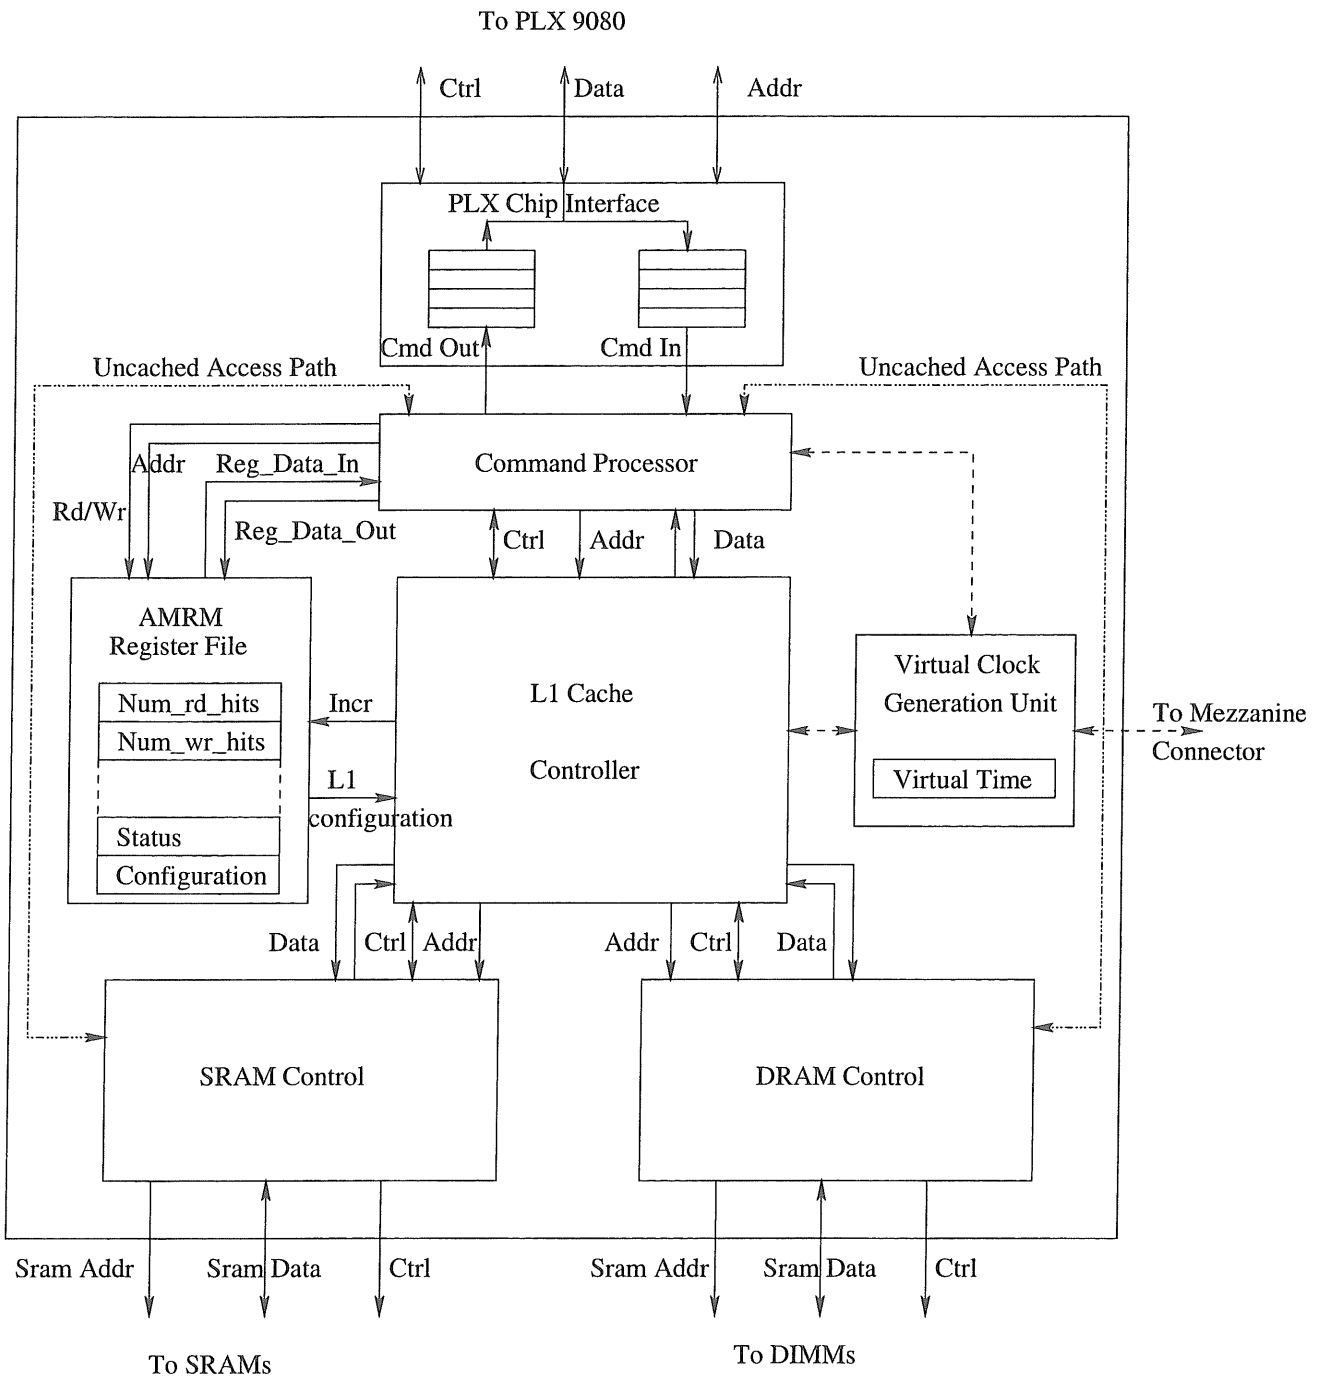 To PLX 9080
Ctrl
Data
Addr
PLX Chip Interface
Cmd Out
Cmd In
Uncached Access Path
Uncached Access Path
Command Processor
Addr
Reg_Data_In
Rd/Wr
Reg_Data_Out
Ctrl
Addr
Data
AMRM
Register File
Num_rd_hits
Num_wr_hits
Status
Configuration
Incr
L1
configuration
L1 Cache
Controller
Virtual Clock
Generation Unit
Virtual Time
To Mezzanine
Connector
Data
Ctrl
Addr
Addr
Ctrl
Data
SRAM Control
DRAM Control
Sram Addr
Sram Data
Ctrl
Sram Addr
Sram Data
Ctrl
To SRAMs
To DIMMs